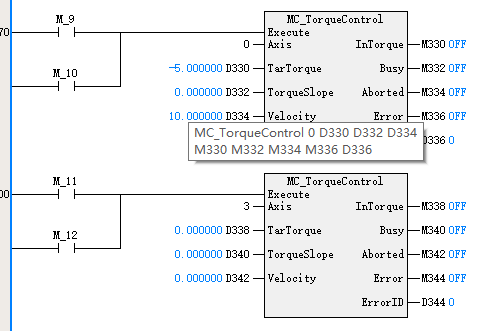 M_9
MC_TorqueControl
70
Execute
0 Axis InTorque M330 OFF
M_10
-5.000000 D330 TarTorque Busy M332 OFF
0.000000 D332 TorqueSlope Aborted M334 OFF
10.000000 D334 Velocity Error M336 OFF
MC_TorqueControl 0 D330 D332 D334
M330 M332 M334 M336 D336
D336 0
M_11
MC_TorqueControl
00
Execute
3 Axis InTorque M338 OFF
M_12
0.000000 D338 TarTorque Busy M340 OFF
0.000000 D340 TorqueSlope Aborted M342 OFF
0.000000 D342 Velocity Error M344 OFF
ErrorID D344 0